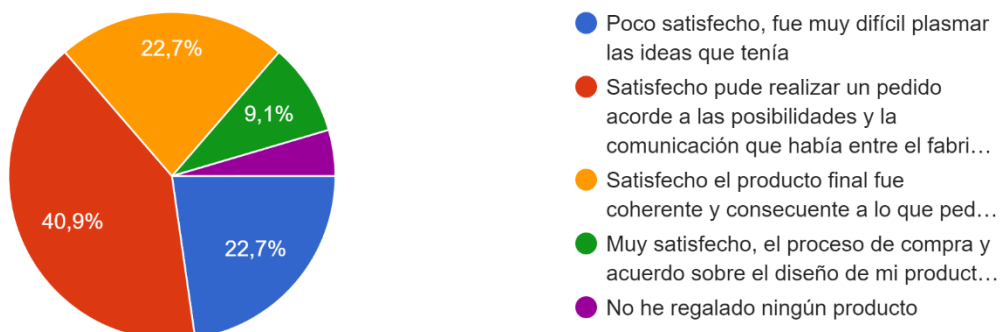 22,7%
9,1%
40,9%
22,7%
Poco satisfecho, fue muy difícil plasmar
las ideas que tenía
Satisfecho pude realizar un pedido
acorde a las posibilidades y la
comunicación que había entre el fabri…
Satisfecho el producto final fue
coherente y consecuente a lo que ped…
Muy satisfecho, el proceso de compra y
acuerdo sobre el diseño de mi product…
No he regalado ningún producto